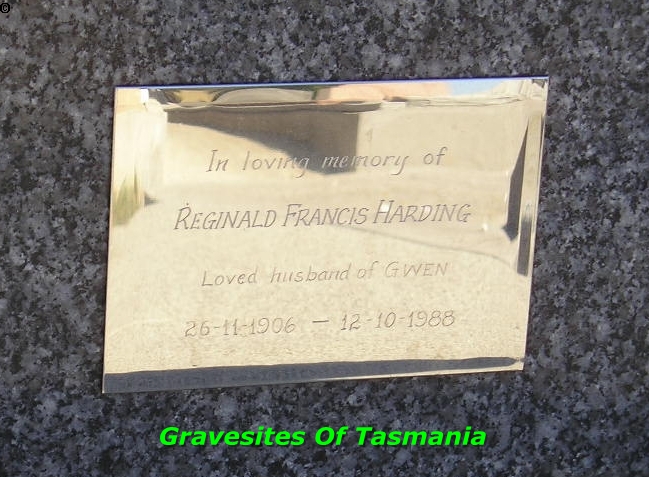 In loving memory of
REGINALD FRANCIS HARDING
Loved husband of GWEN
26-11-1906 – 12-10-1988
Gravesites Of Tasmania